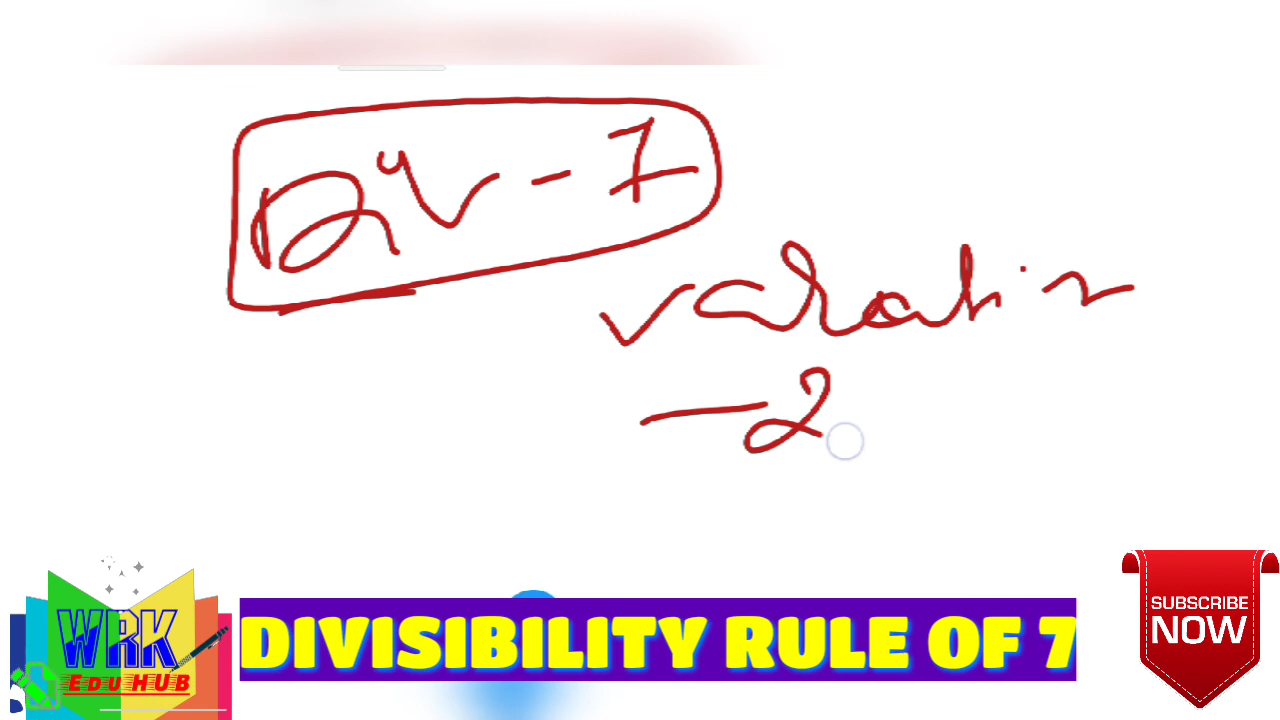 Div - 7
variation
- 2
WRK
EDU HUB
DIVISIBILITY RULE OF 7
SUBSCRIBE
NOW